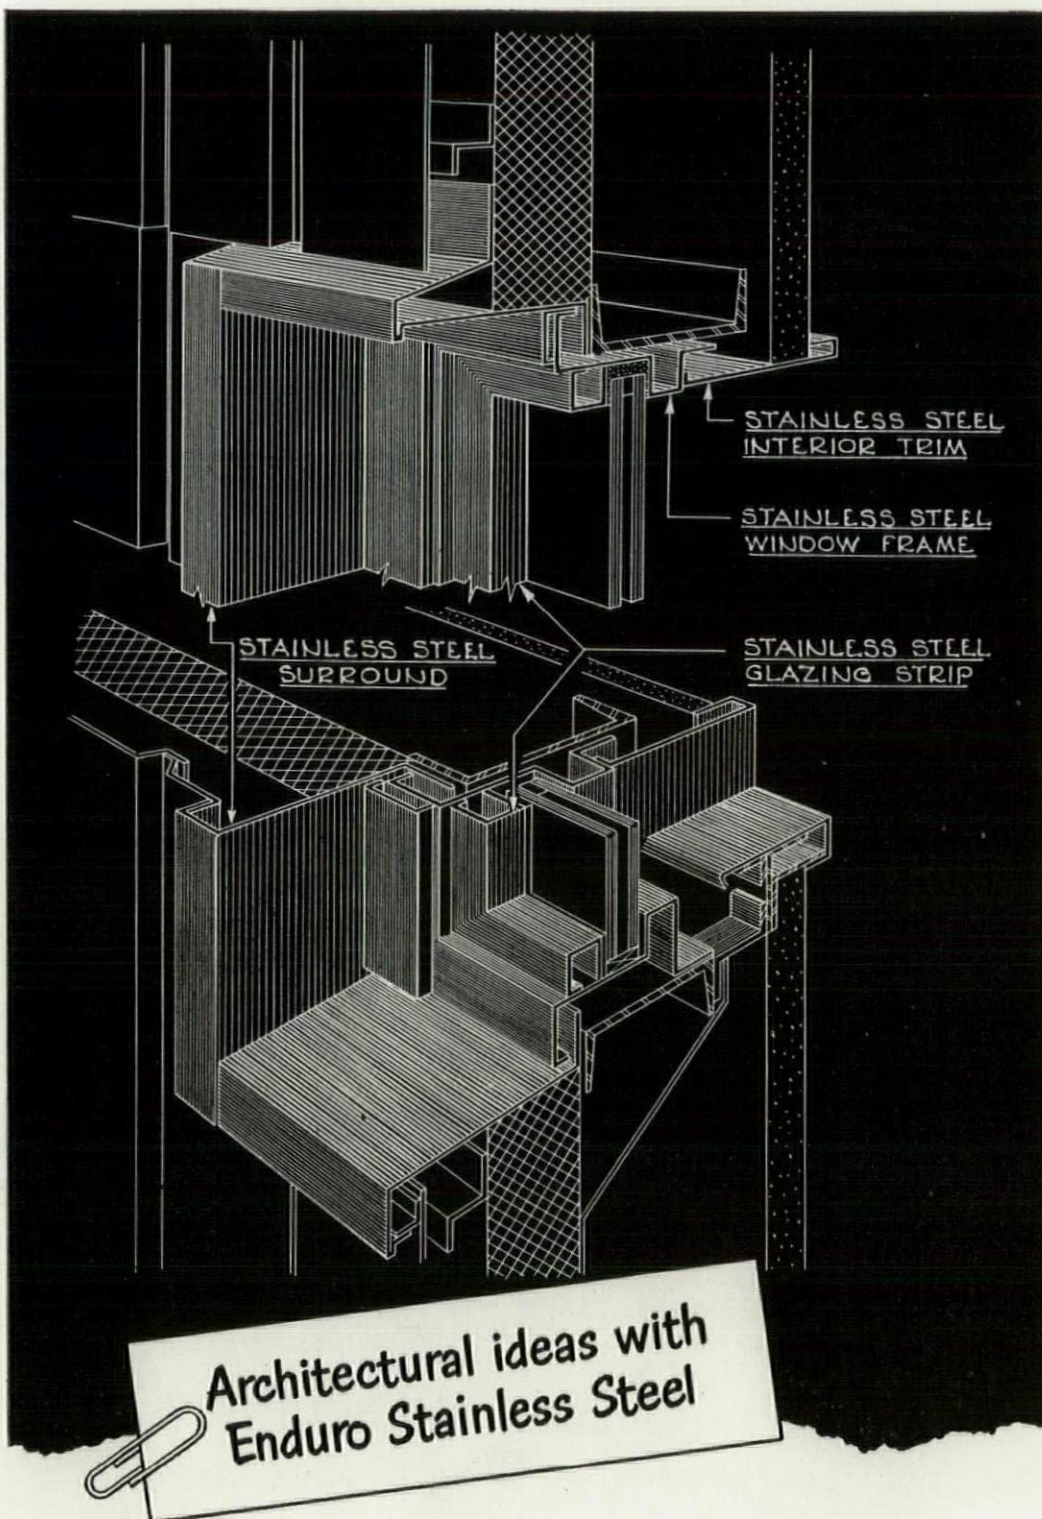 STAINLESS STEEL
INTERIOR TRIM
STAINLESS STEEL
WINDOW FRAME
STAINLESS STEEL
SURROUND
STAINLESS STEEL
GLAZING STRIP
Architectural ideas with
Enduro Stainless Steel